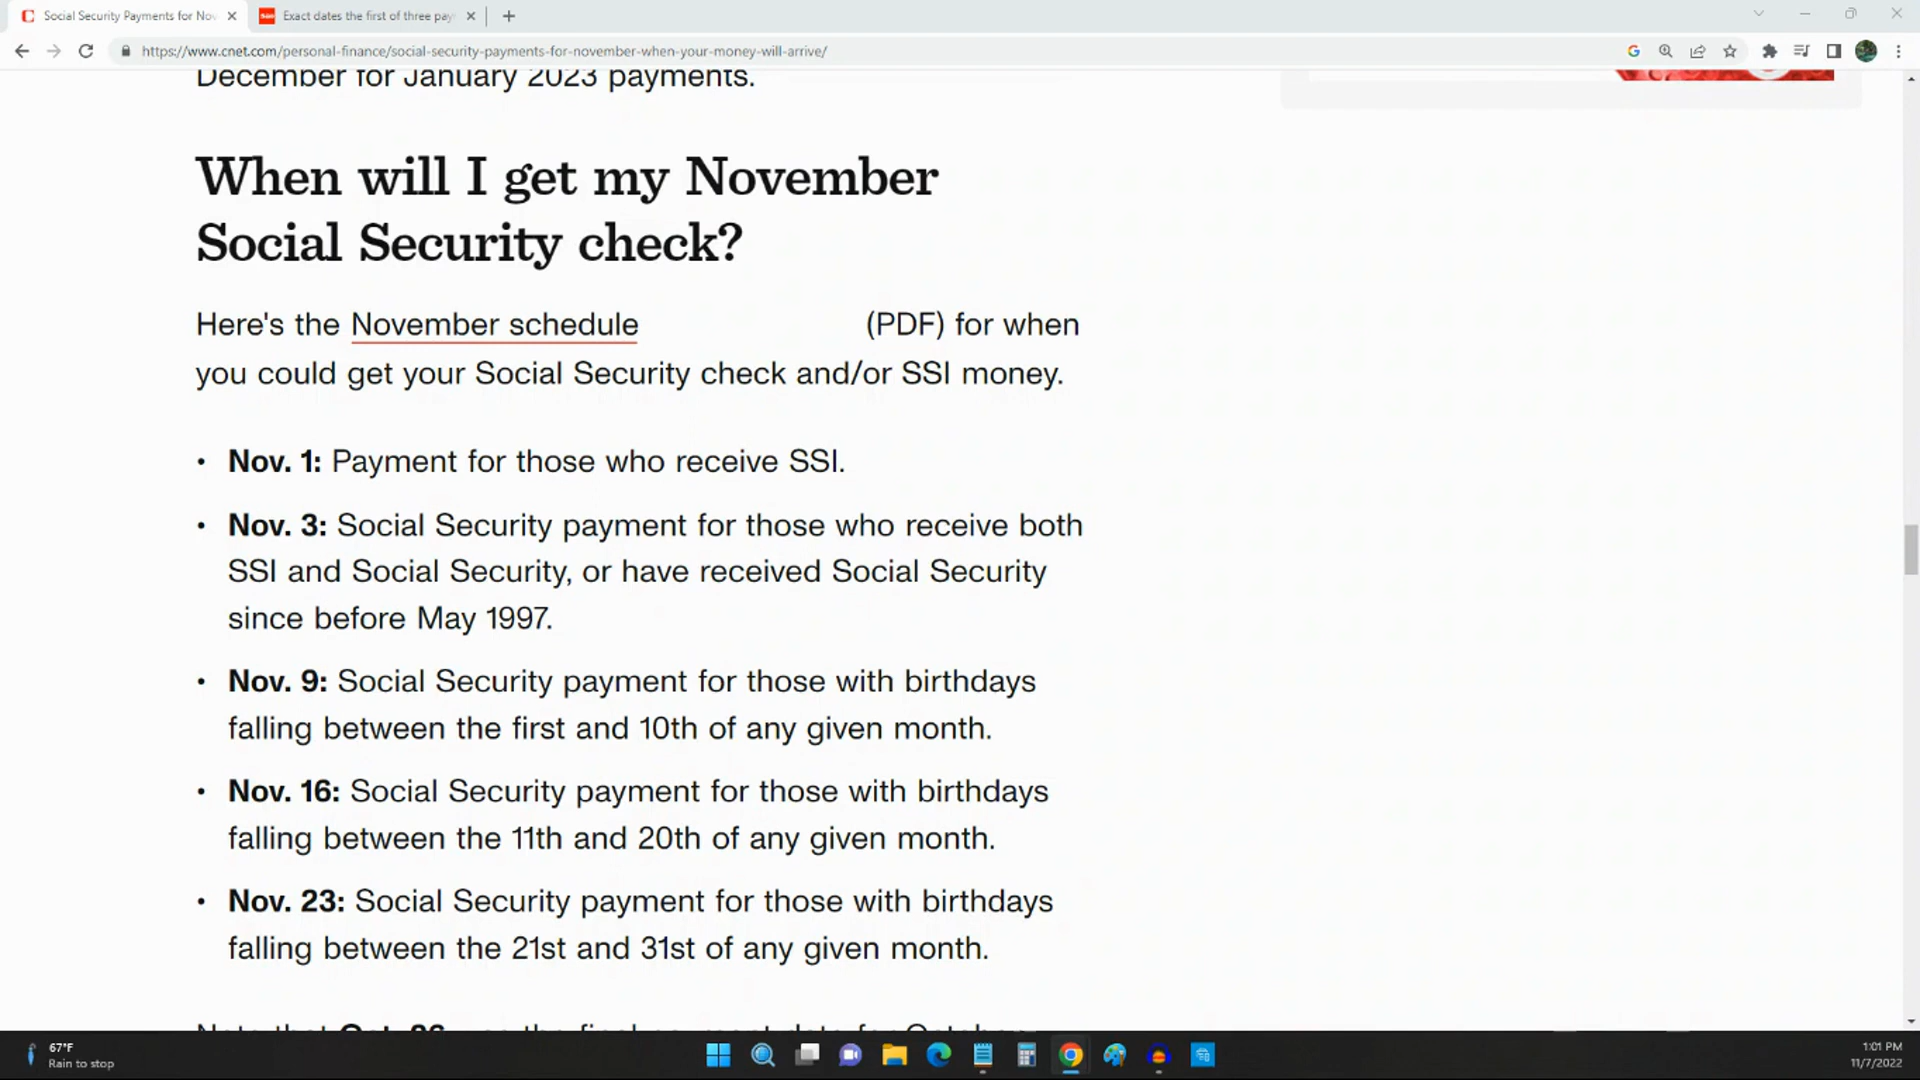 Social Security Payments for Nov
Exact dates the first of three pay
https://www.cnet.com/personal-finance/social-security-payments-for-november-when-your-money-will-arrive/
December for January 2023 payments.
When will I get my November
Social Security check?
Here's the November schedule (PDF) for when
you could get your Social Security check and/or SSI money.
• Nov. 1: Payment for those who receive SSI.
• Nov. 3: Social Security payment for those who receive both
SSI and Social Security, or have received Social Security
since before May 1997.
• Nov. 9: Social Security payment for those with birthdays
falling between the first and 10th of any given month.
• Nov. 16: Social Security payment for those with birthdays
falling between the 11th and 20th of any given month.
• Nov. 23: Social Security payment for those with birthdays
falling between the 21st and 31st of any given month.
67°F
Rain to stop
1:01 PM
11/7/2022